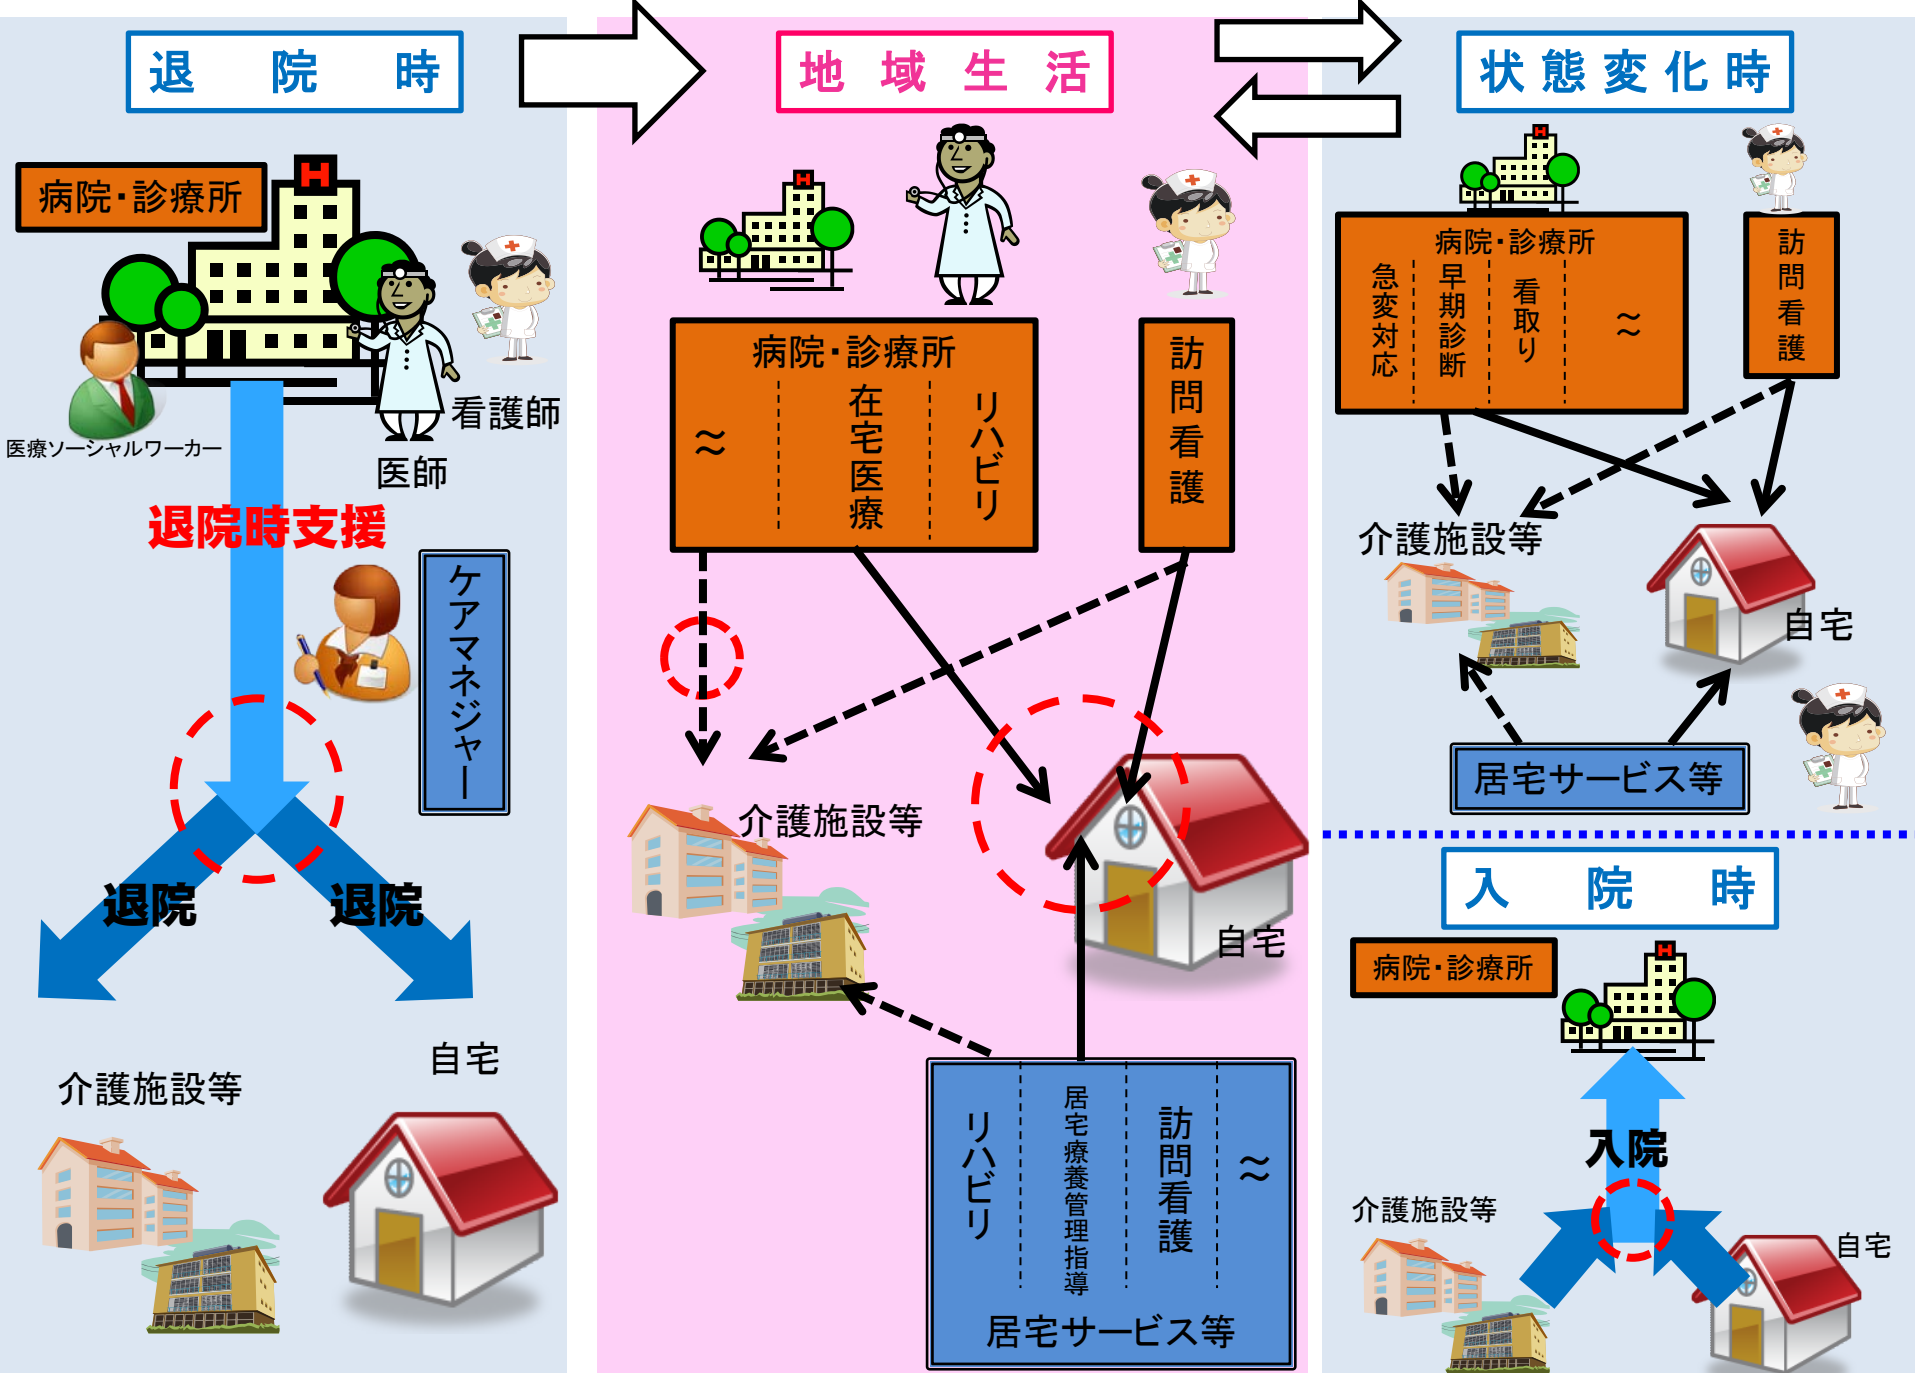 退院時
病院・診療所
医療ソーシャルワーカー
看護師
医師
退院時支援
ケアマネジャー
退院
退院
介護施設等
自宅
地域生活
病院・診療所
≈
在宅医療
リハビリ
訪問看護
介護施設等
自宅
リハビリ
居宅療養管理指導
訪問看護
≈
居宅サービス等
状態変化時
病院・診療所
急変対応
早期診断
看取り
≈
訪問看護
介護施設等
自宅
居宅サービス等
入院時
病院・診療所
入院
介護施設等
自宅